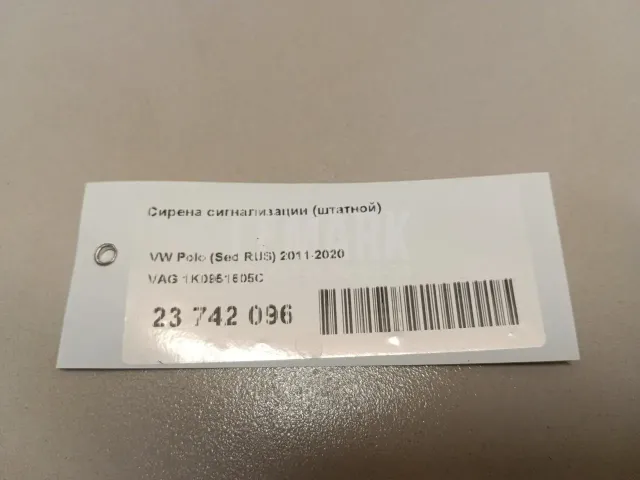 Сирена сигнализации (штатной)
VW Polo (Sed RUS) 2011-2020
VAG 1K0951605C
23 742 096